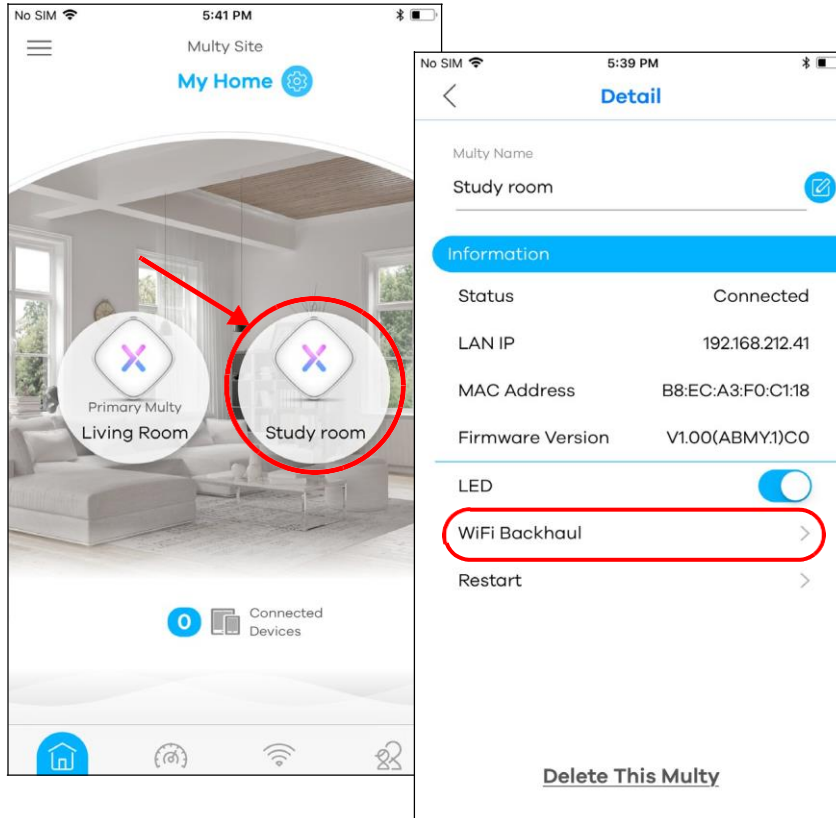 No SIM 5:41 PM
Multy Site
My Home
Primary Multy
Living Room
Study room
0 Connected
Devices
No SIM 5:39 PM
Detail
Multy Name
Study room
Information
Status Connected
LAN IP 192.168.212.41
MAC Address B8:EC:A3:F0:C1:18
Firmware Version V1.00(ABMY.1)C0
LED
WiFi Backhaul
Restart
Delete This Multy